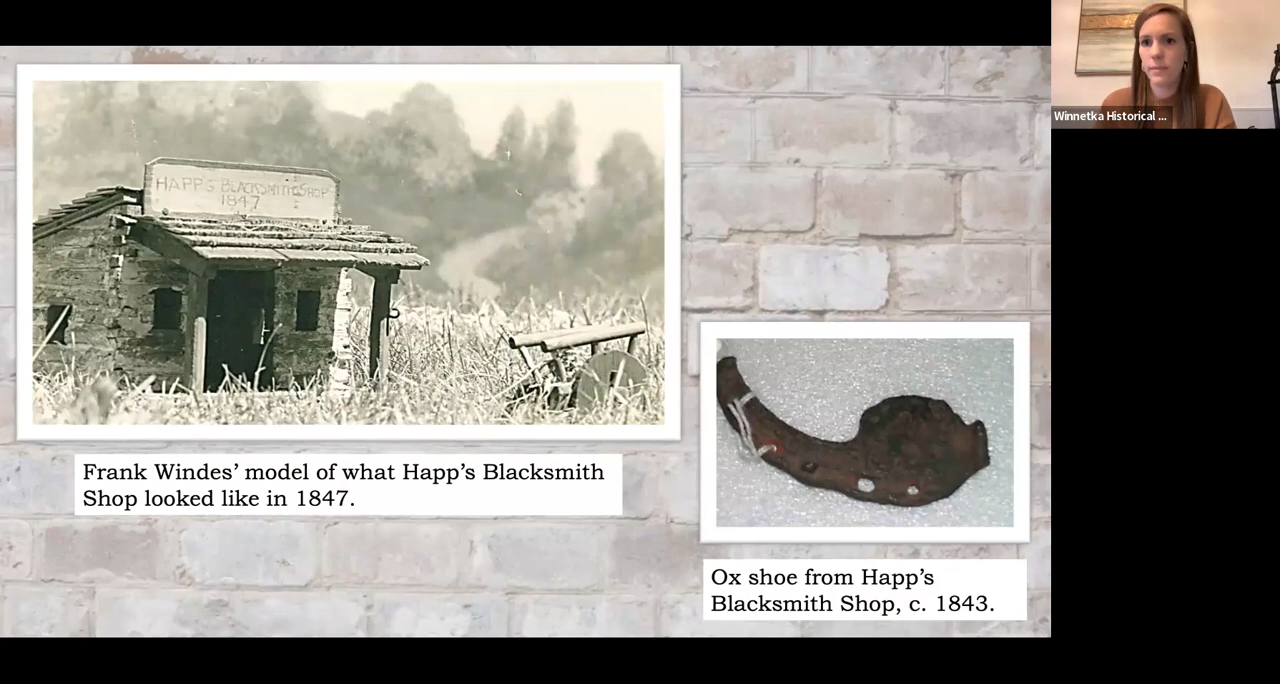 HAPP'S BLACKSMITH SHOP
1847
Frank Windes’ model of what Happ’s Blacksmith
Shop looked like in 1847.
Ox shoe from Happ’s
Blacksmith Shop, c. 1843.
Winnetka Historical ...